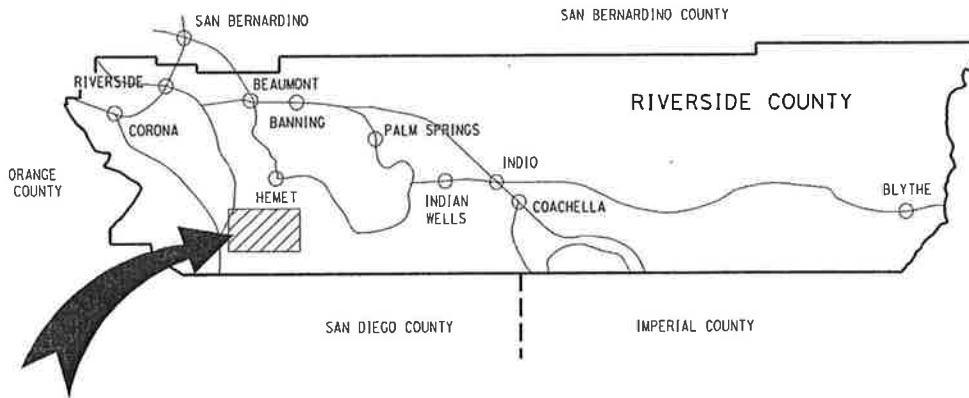 SAN BERNARDINO COUNTY
SAN BERNARDINO
RIVERSIDE
BEAUMONT
RIVERSIDE COUNTY
CORONA
BANNING
PALM SPRINGS
ORANGE
COUNTY
INDIO
HEMET
INDIAN
WELLS
COACHELLA
BLYTHE
SAN DIEGO COUNTY
IMPERIAL COUNTY